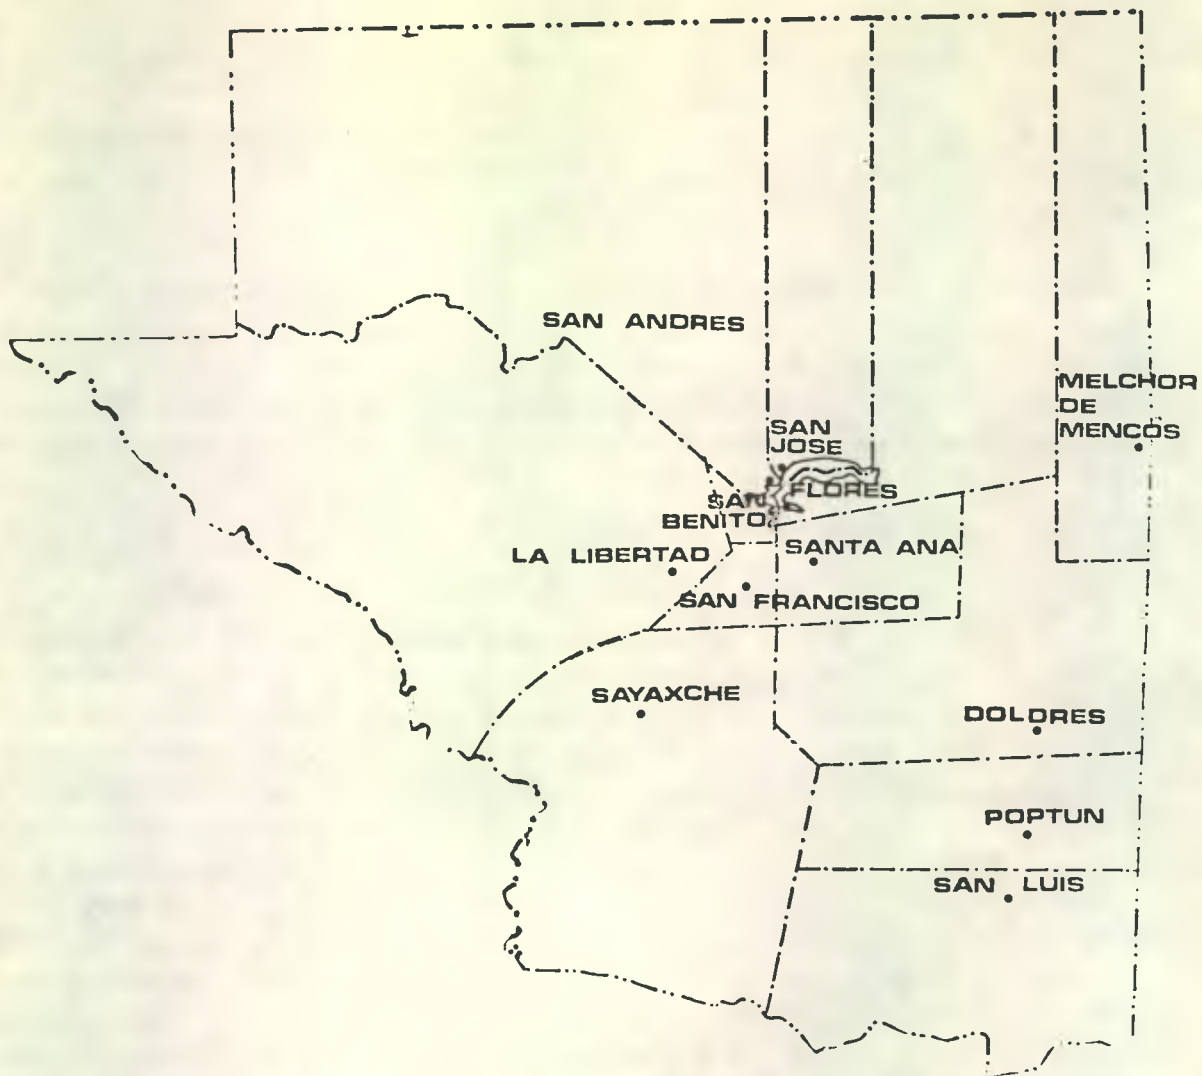 SAN ANDRES
MELCHOR
DE
MENCOS
SAN
JOSE
FLORES
SAN
BENITO
LA LIBERTAD
SANTA ANA
SAN FRANCISCO
SAYAXCHE
DOLORES
POPTUN
SAN LUIS